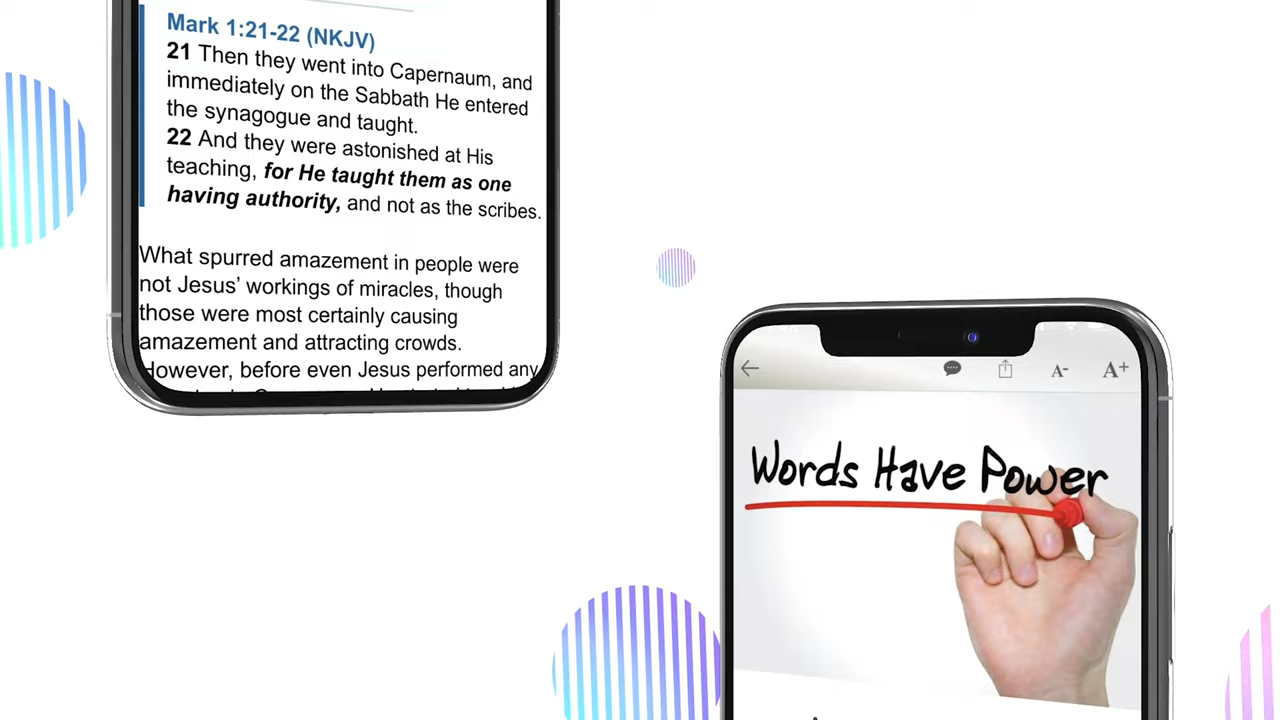 Mark 1:21-22 (NKJV)
21 Then they went into Capernaum, and
immediately on the Sabbath He entered
the synagogue and taught.
22 And they were astonished at His
teaching, for He taught them as one
having authority, and not as the scribes.
What spurred amazement in people were
not Jesus’ workings of miracles, though
those were most certainly causing
amazement and attracting crowds.
However, before even Jesus performed any
A- A+
Words Have Power